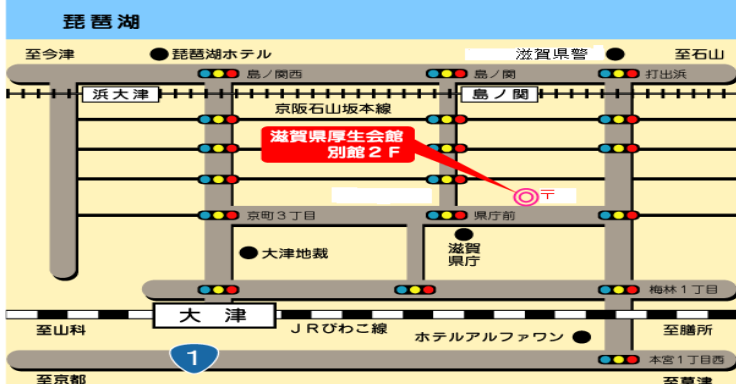 琵琶湖
至今津
琵琶湖ホテル
滋賀県警
至石山
島ノ関西
島ノ関
打出浜
浜大津
島ノ関
京阪石山坂本線
滋賀県厚生会館
別館2F
〒
京町3丁目
県庁前
大津地裁
滋賀
県庁
梅林1丁目
大津
至山科
JRびわこ線
ホテルアルファワン
至膳所
1
本宮1丁目西
至京都
至草津